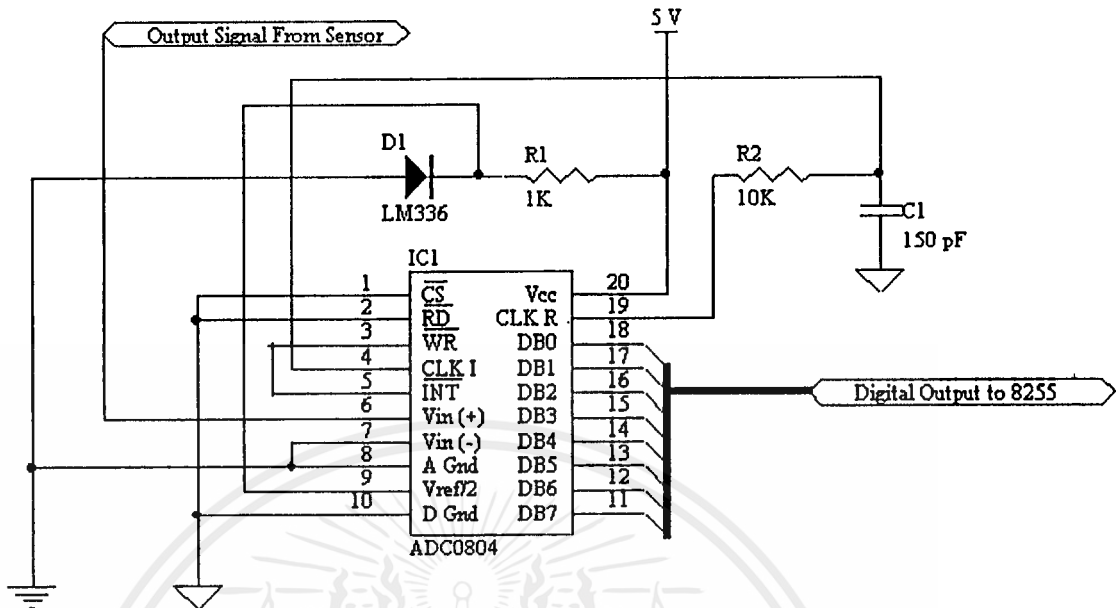 5 V
Output Signal From Sensor
D1
LM336
R1
1K
R2
10K
C1
150 pF
IC1
1 CS Vcc 20
2 RD CLK R 19
3 WR DB0 18
4 CLK I DB1 17
5 INT DB2 16
6 Vin (+) DB3 15
7 Vin (-) DB4 14
8 A Gnd DB5 13
9 Vref/2 DB6 12
10 D Gnd DB7 11
ADC0804
Digital Output to 8255